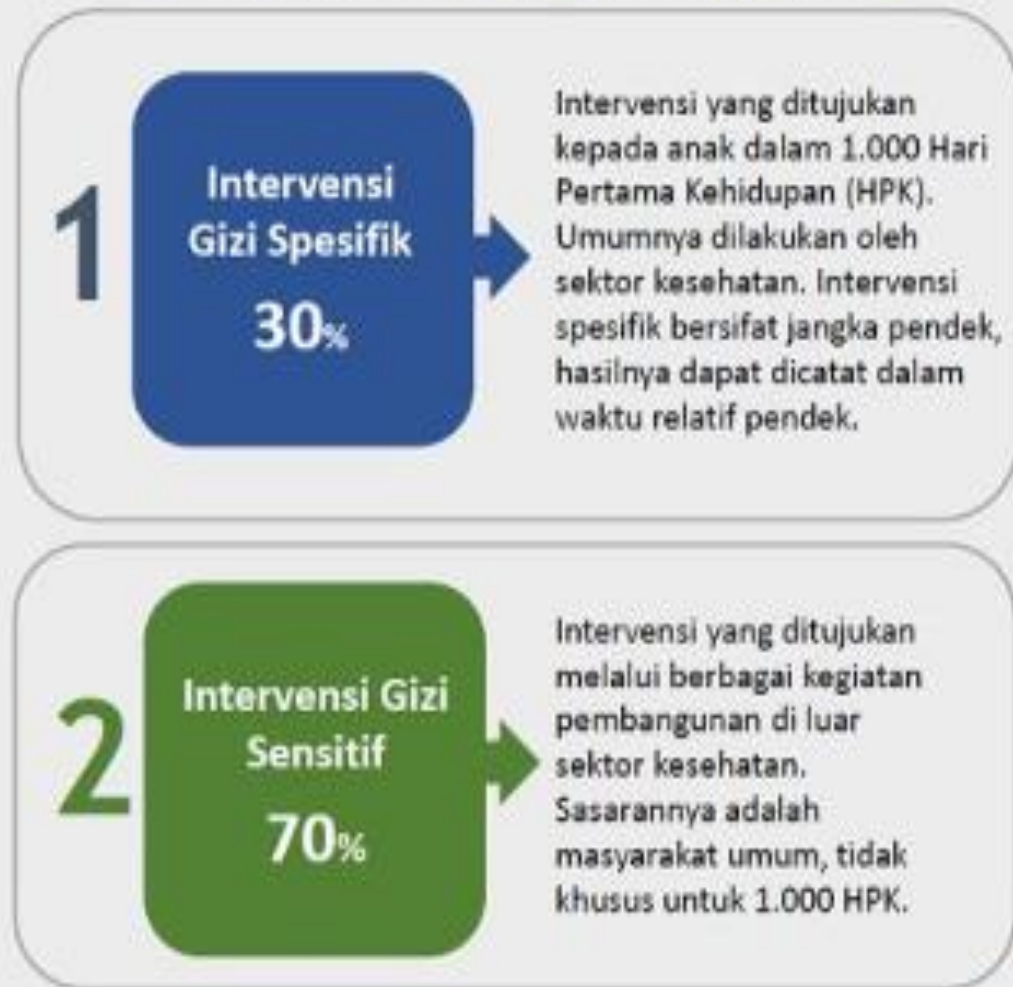 1
Intervensi
Gizi Spesifik
30%
Intervensi yang ditujukan
kepada anak dalam 1.000 Hari
Pertama Kehidupan (HPK).
Umumnya dilakukan oleh
sektor kesehatan. Intervensi
spesifik bersifat jangka pendek,
hasilnya dapat dicatat dalam
waktu relatif pendek.
2
Intervensi Gizi
Sensitif
70%
Intervensi yang ditujukan
melalui berbagai kegiatan
pembangunan di luar
sektor kesehatan.
Sasarannya adalah
masyarakat umum, tidak
khusus untuk 1.000 HPK.